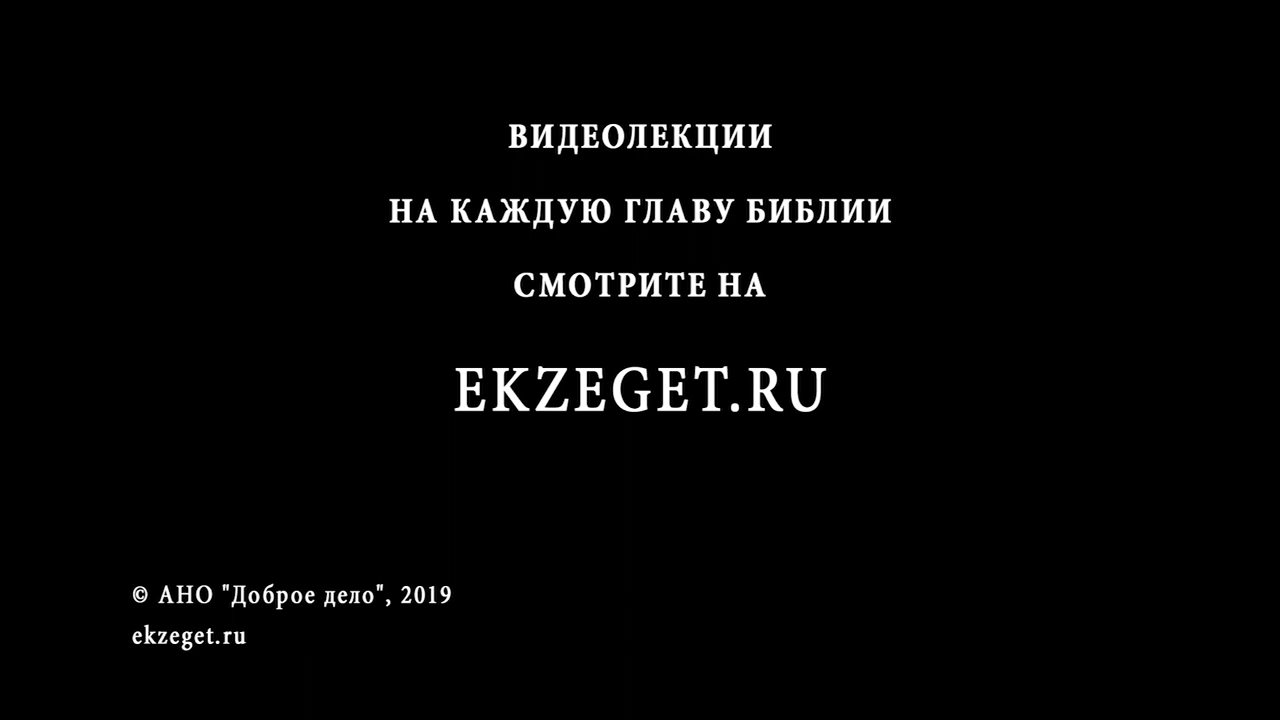 ВИДЕОЛЕКЦИИ
НА КАЖДУЮ ГЛАВУ БИБЛИИ
СМОТРИТЕ НА
EKZEGET.RU
© АНО "Доброе дело", 2019
ekzeget.ru